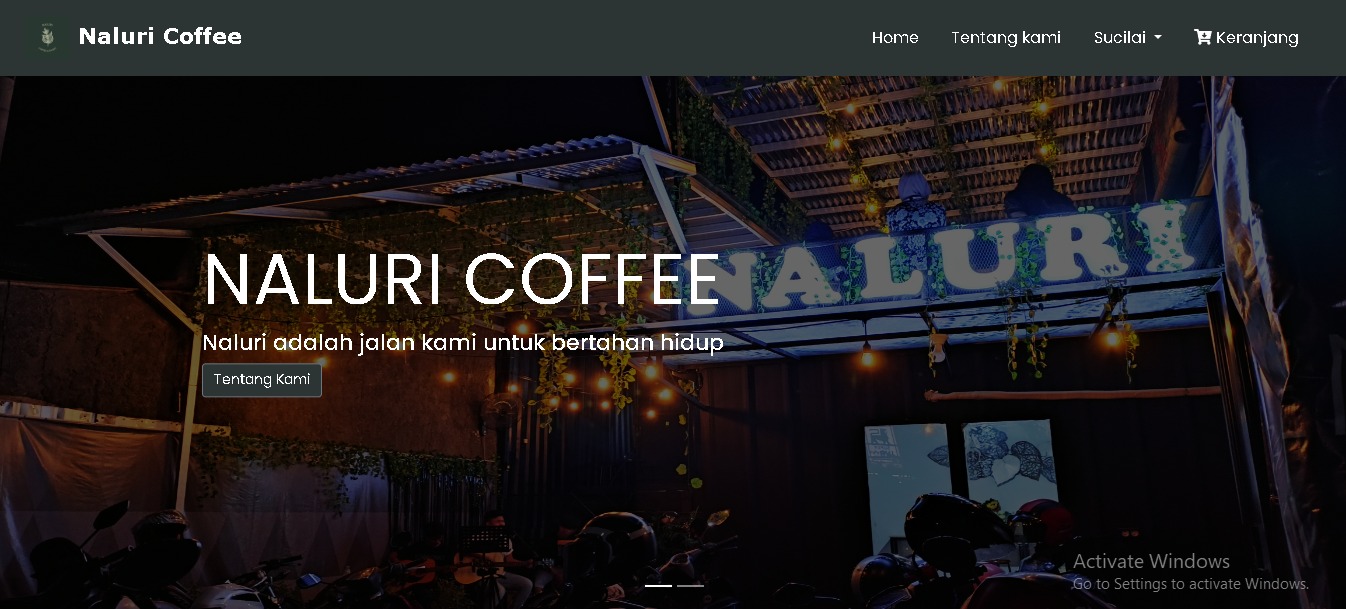 Naluri Coffee
Home
Tentang kami
Sucilai
Keranjang
NALURI
NALURI COFFEE
Naluri adalah jalan kami untuk bertahan hidup
Tentang Kami
Activate Windows
Go to Settings to activate Windows.